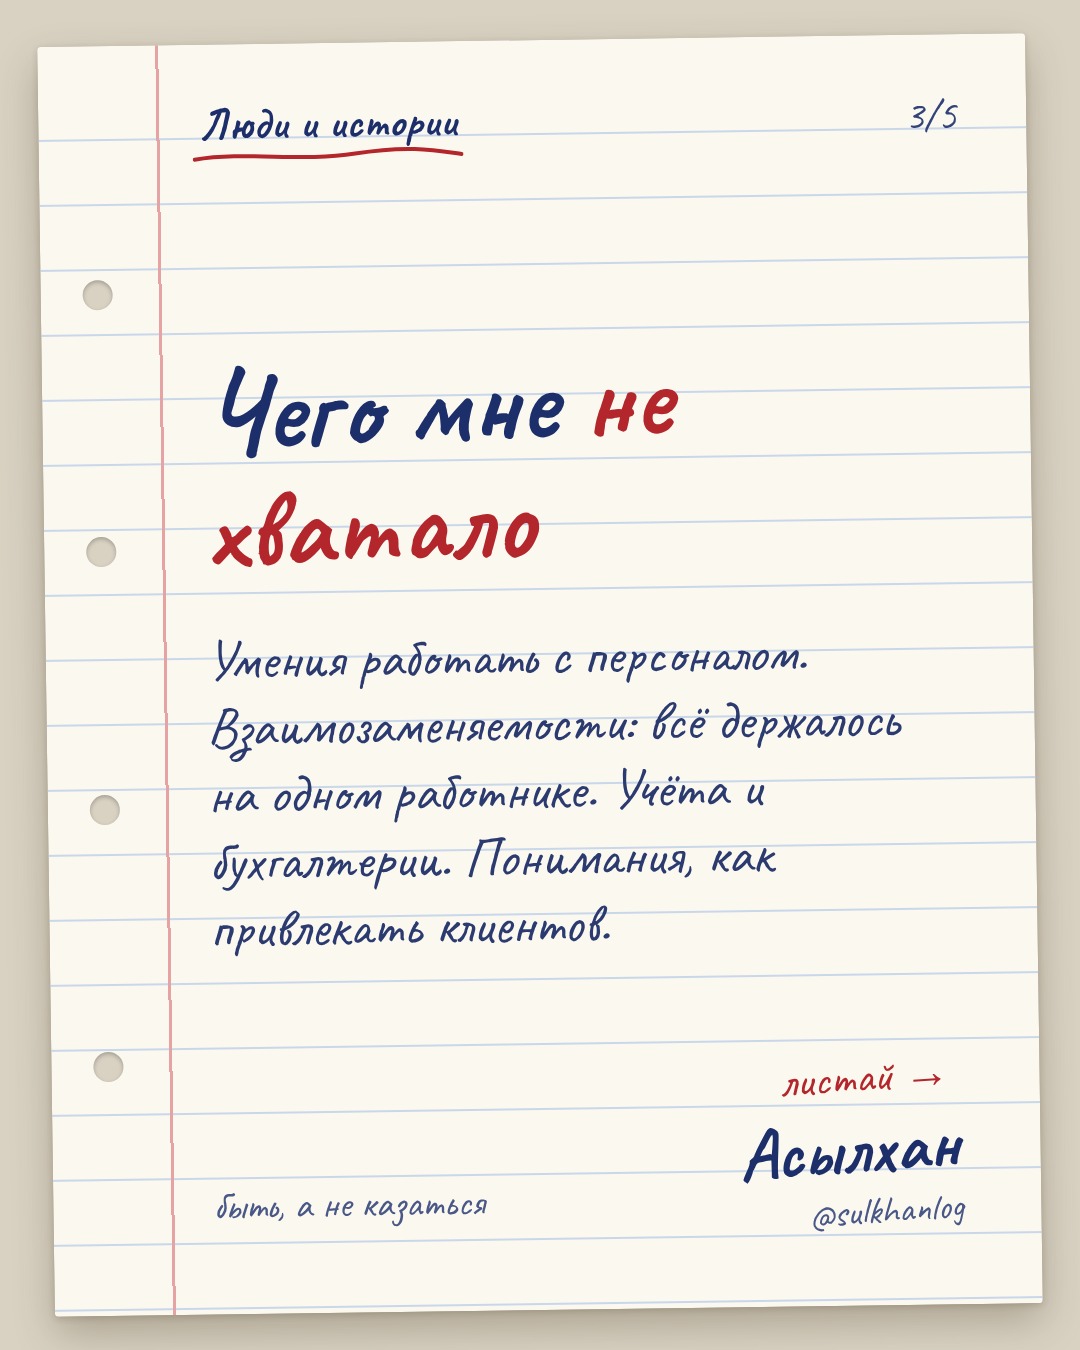 Люди и истории
3/5
Чего мне не
хватало
Умения работать с персоналом.
Взаимозаменяемости: всё держалось
на одном работнике. Учёта и
бухгалтерии. Понимания, как
привлекать клиентов.
листай →
Асылхан
быть, а не казаться
@sulkhanlog